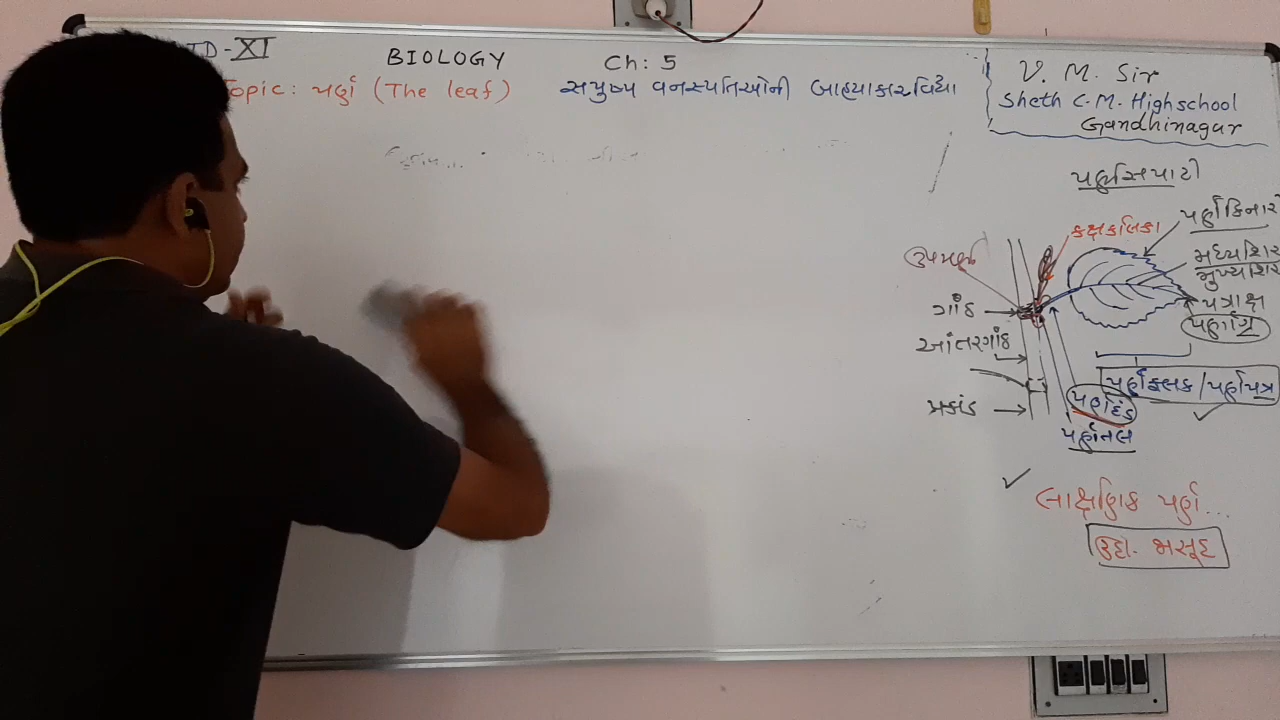 TD-XI BIOLOGY Ch: 5
Topic: પર્ણ (The leaf) સપુષ્પ વનસ્પતિઓની બાહ્યાકારવિદ્યા
V. M. Sir
Sheth C.M. Highschool
Gandhinagar
પર્ણસપાટી
પર્ણકિનારી
કક્ષકલિકા
ઉપપર્ણ
મધ્યશિરા
મુખ્યશિરા
ગાંઠ
પત્રાક્ષ
પર્ણાગ્ર
આંતરગાંઠ
પર્ણફલક/પર્ણપત્ર
પર્ણદંડ
પ્રકાંડ
પર્ણતલ
લાક્ષણિક પર્ણ...
ઉદા. જાસૂદ